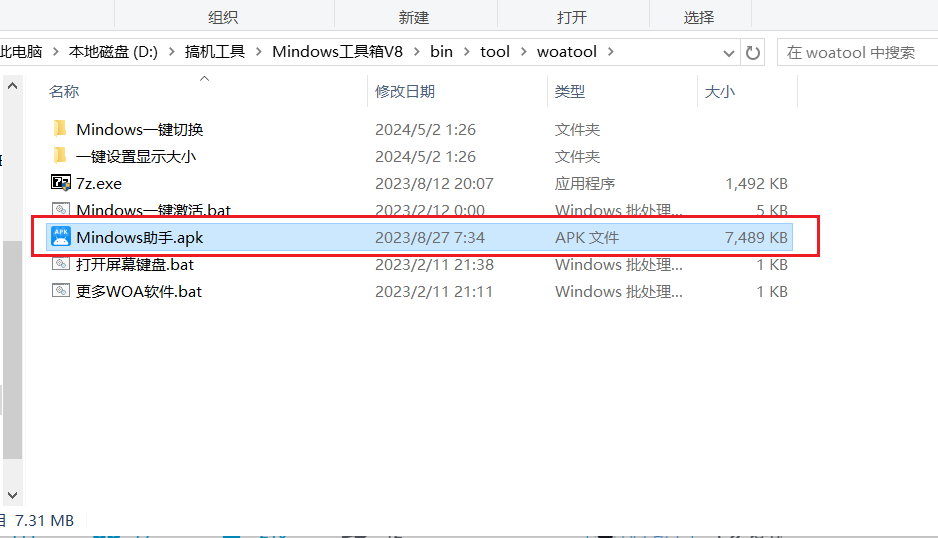 组织 新建 打开 选择
此电脑 > 本地磁盘 (D:) > 搞机工具 > Mindows工具箱V8 > bin > tool > woatool > 在 woatool 中搜索
名称 修改日期 类型 大小
Mindows一键切换 2024/5/2 1:26 文件夹
一键设置显示大小 2024/5/2 1:26 文件夹
7z.exe 2023/8/12 20:07 应用程序 1,492 KB
Mindows一键激活.bat 2023/2/12 0:00 Windows 批处理... 5 KB
APK
Mindows助手.apk 2023/8/27 7:34 APK 文件 7,489 KB
打开屏幕键盘.bat 2023/2/11 21:38 Windows 批处理... 1 KB
更多WOA软件.bat 2023/2/11 21:11 Windows 批处理... 1 KB
7.31 MB